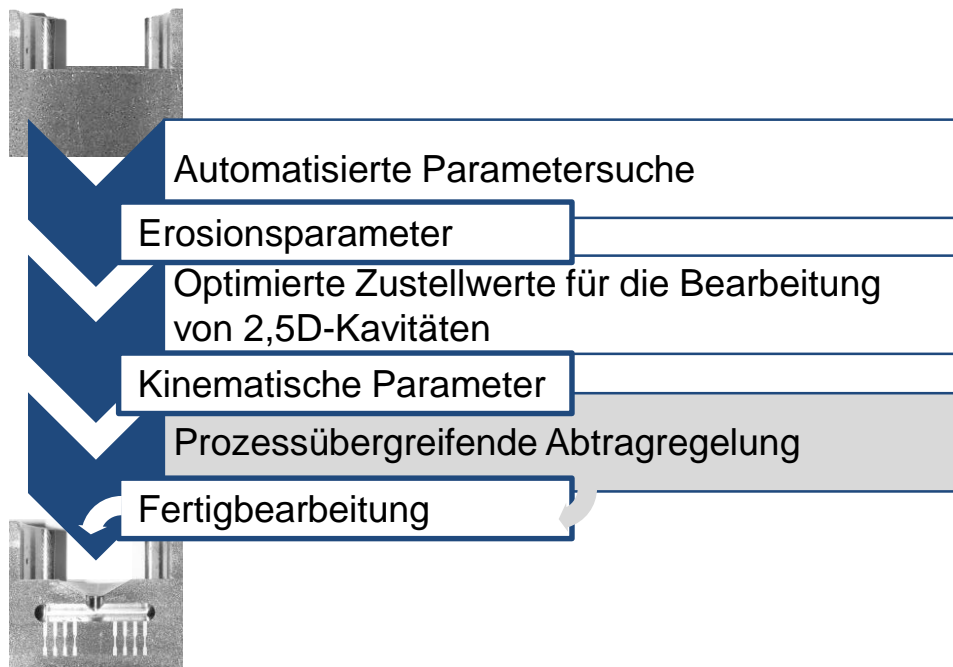 Automatisierte Parametersuche
Erosionsparameter
Optimierte Zustellwerte für die Bearbeitung
von 2,5D-Kavitäten
Kinematische Parameter
Prozessübergreifende Abtragregelung
Fertigbearbeitung